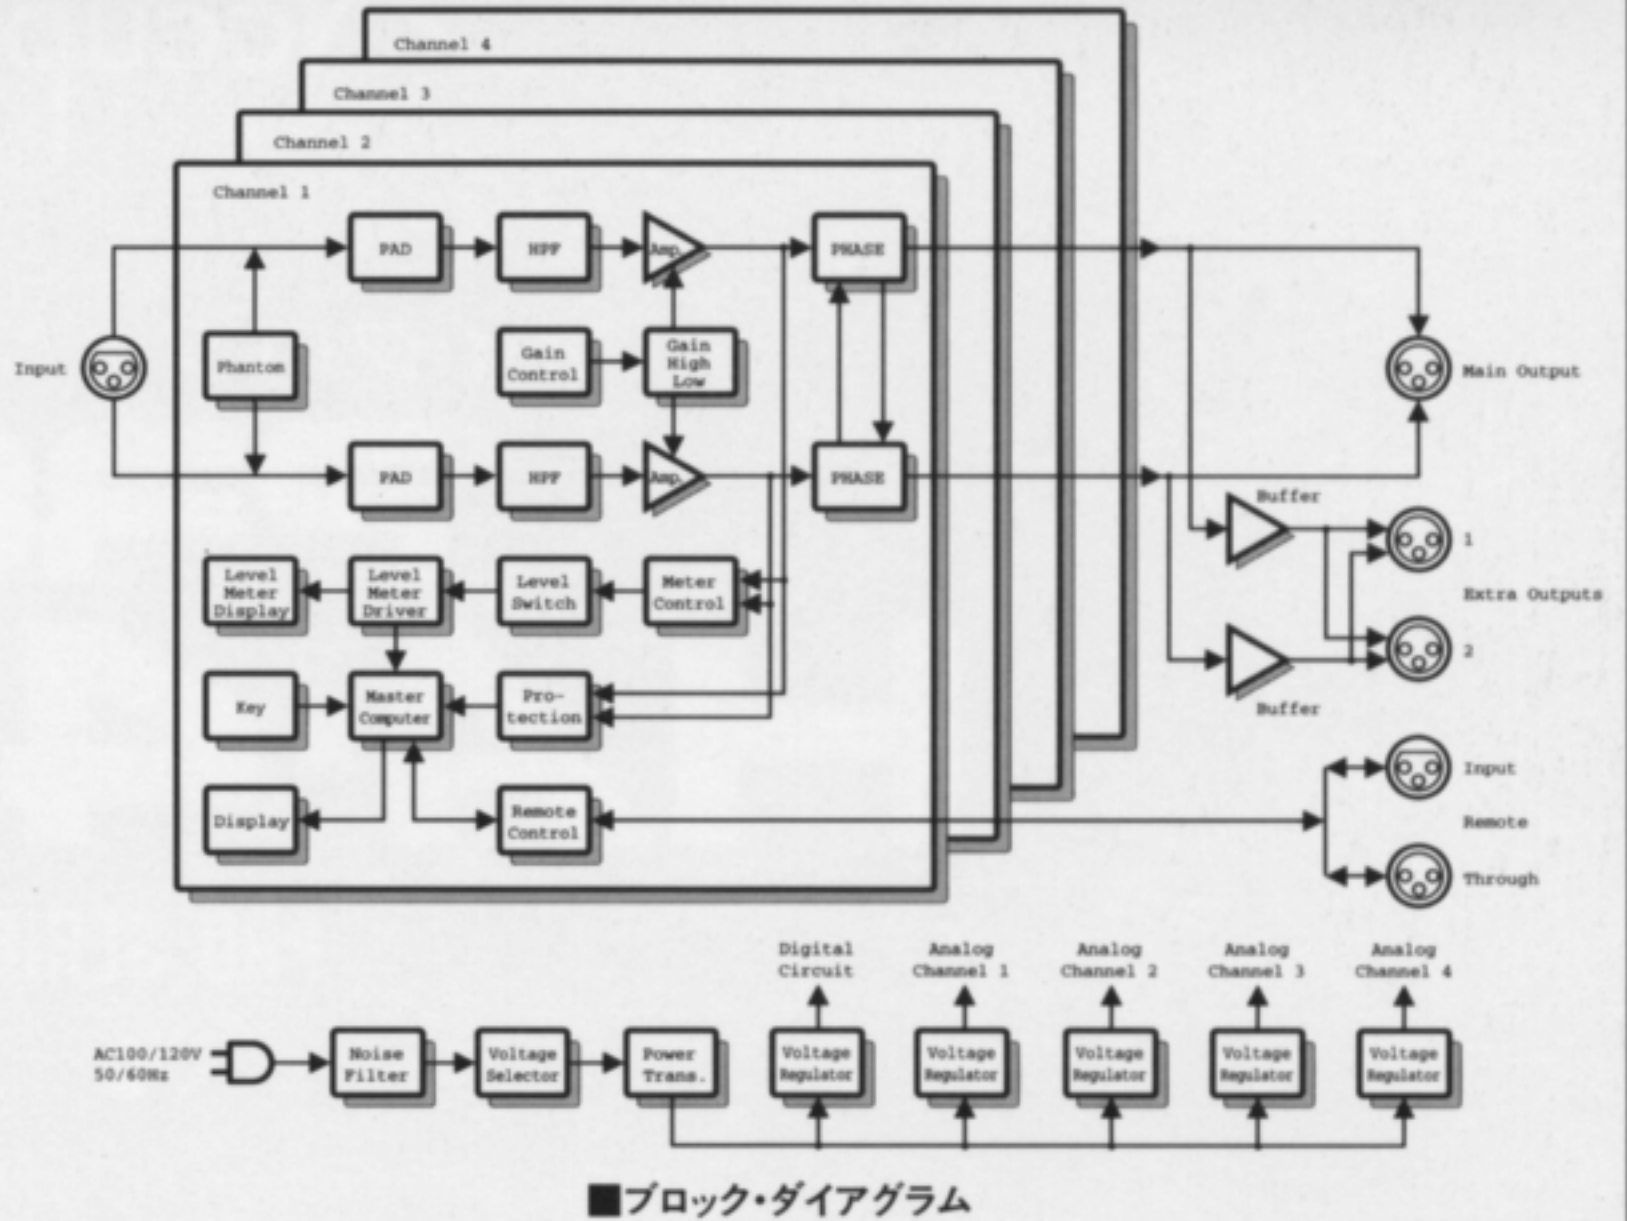 Channel 4
Channel 3
Channel 2
Channel 1
PAD
HPF
Amp.
PHASE
Input
Phantom
Gain
Control
Gain
High
Low
Main Output
PAD
HPF
Amp.
PHASE
Buffer
1
Extra Outputs
2
Buffer
Level
Meter
Display
Level
Meter
Driver
Level
Switch
Meter
Control
Key
Master
Computer
Pro-
tection
Display
Remote
Control
Input
Remote
Through
Digital
Circuit
Analog
Channel 1
Analog
Channel 2
Analog
Channel 3
Analog
Channel 4
AC100/120V
50/60Hz
Noise
Filter
Voltage
Selector
Power
Trans.
Voltage
Regulator
Voltage
Regulator
Voltage
Regulator
Voltage
Regulator
Voltage
Regulator
■ブロック・ダイアグラム